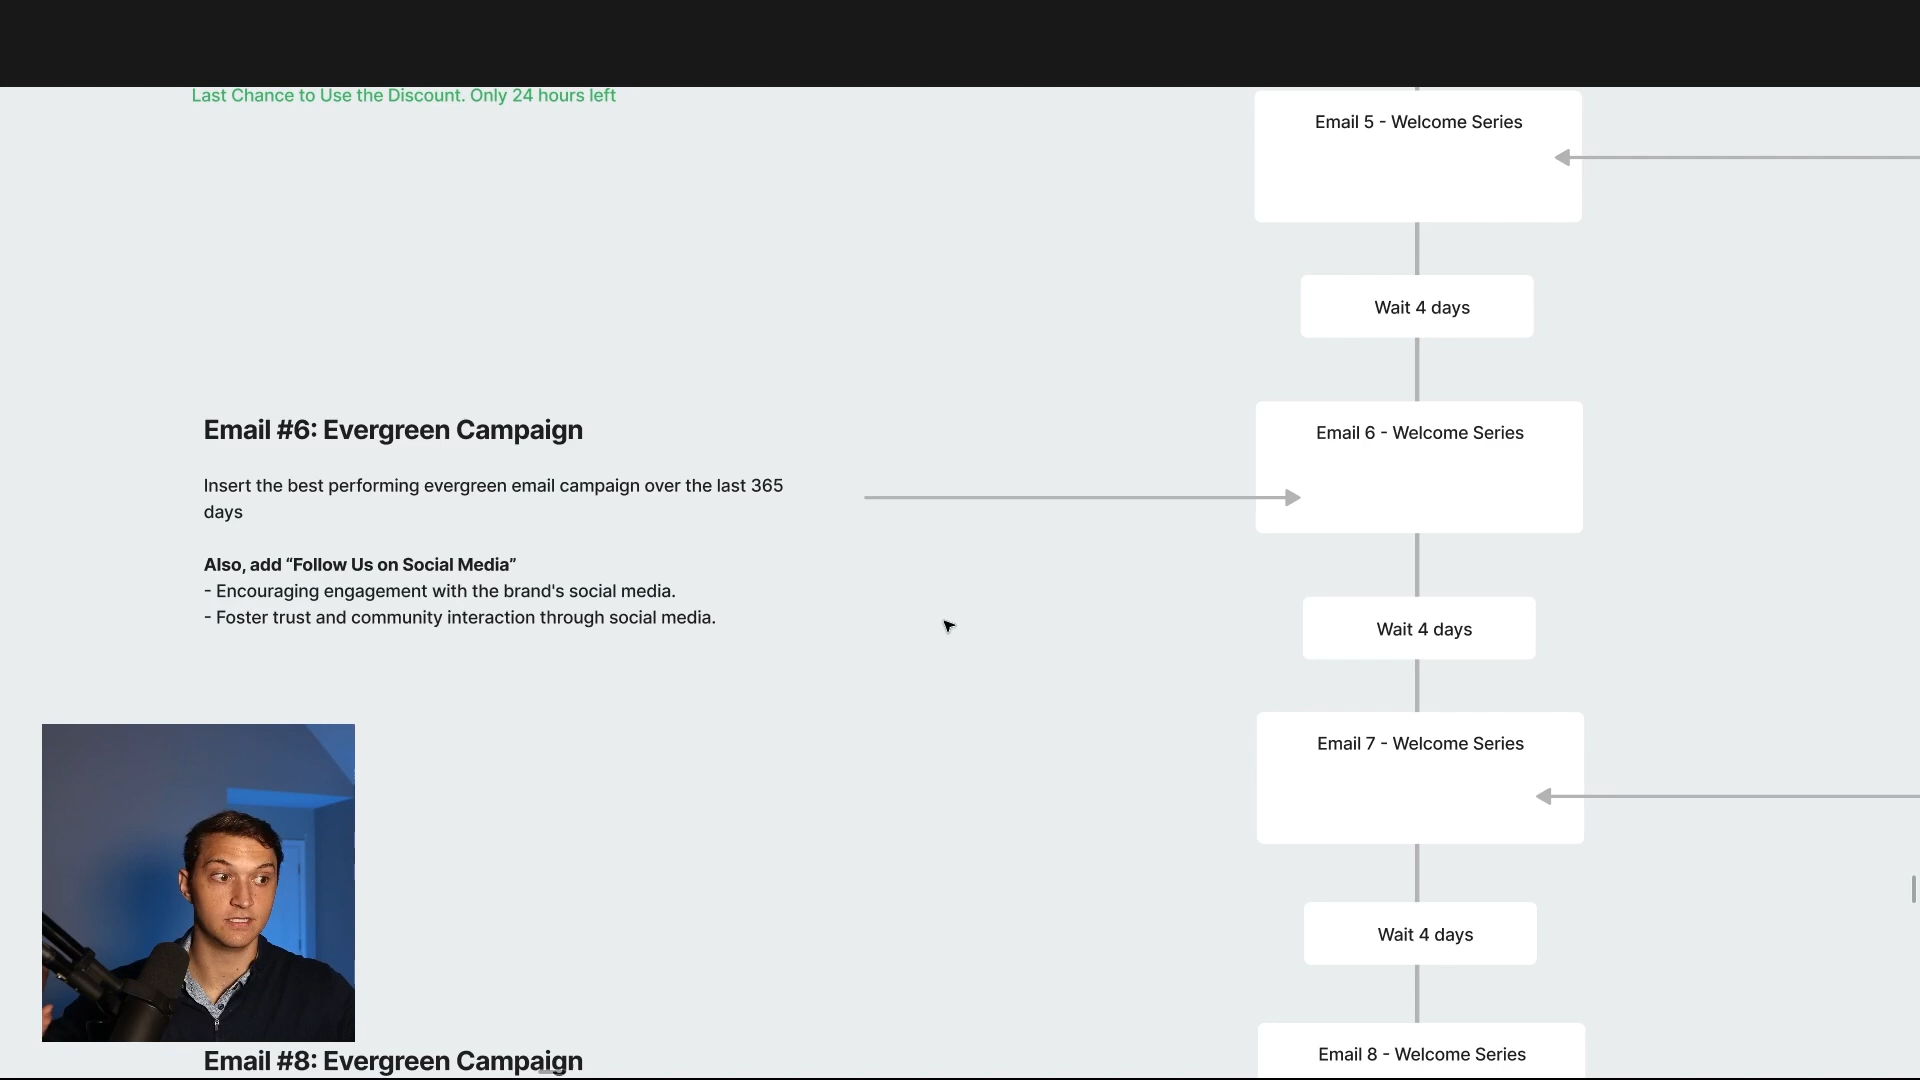 Last Chance to Use the Discount. Only 24 hours left
Email 5 - Welcome Series
Wait 4 days
Email #6: Evergreen Campaign
Insert the best performing evergreen email campaign over the last 365
days
Also, add “Follow Us on Social Media”
- Encouraging engagement with the brand's social media.
- Foster trust and community interaction through social media.
Email 6 - Welcome Series
Wait 4 days
Email 7 - Welcome Series
Wait 4 days
Email #8: Evergreen Campaign
Email 8 - Welcome Series